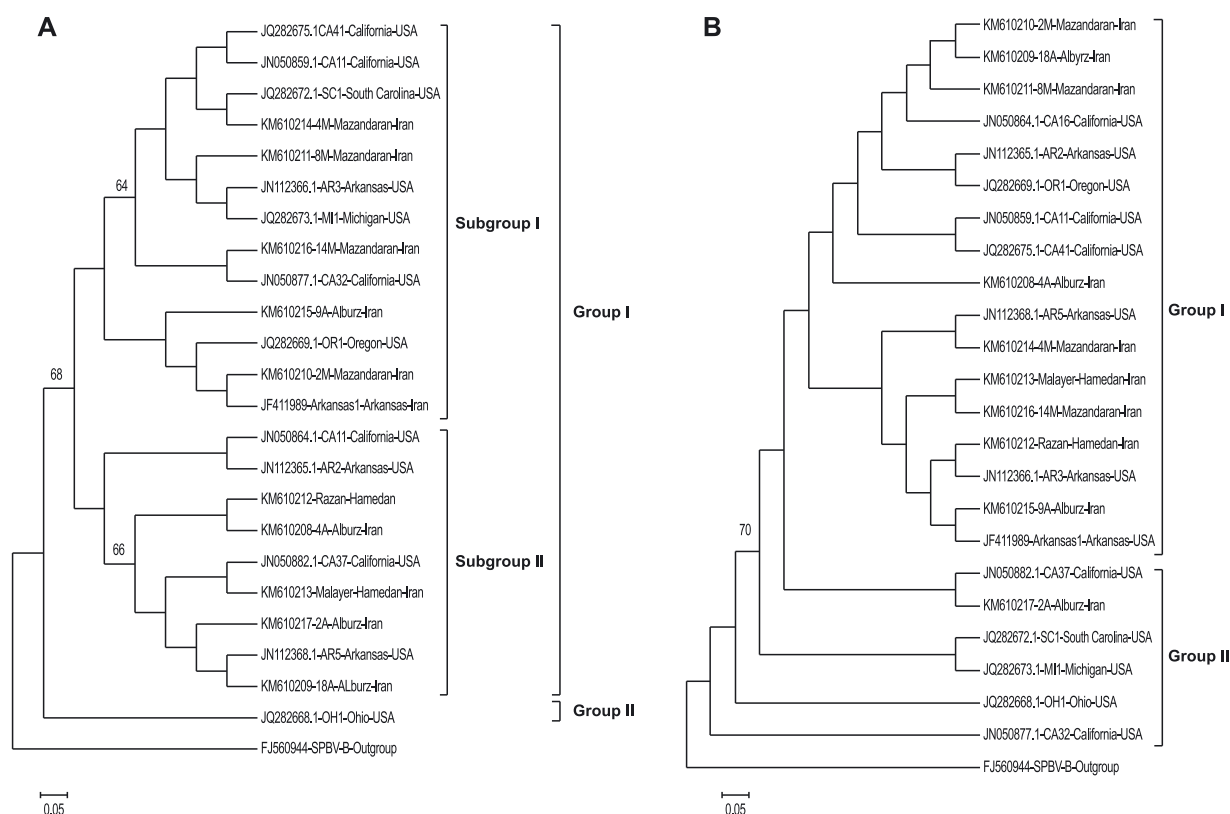 A
JQ282675.1CA41-California-USA
JN050859.1-CA11-California-USA
JQ282672.1-SC1-South Carolina-USA
KM610214-4M-Mazandaran-Iran
KM610211-8M-Mazandaran-Iran
64
JN112366.1-AR3-Arkansas-USA
JQ282673.1-MI1-Michigan-USA
Subgroup I
KM610216-14M-Mazandaran-Iran
JN050877.1-CA32-California-USA
KM610215-9A-Alburz-Iran
Group I
JQ282669.1-OR1-Oregon-USA
68
KM610210-2M-Mazandaran-Iran
JF411989-Arkansas1-Arkansas-Iran
JN050864.1-CA11-California-USA
JN112365.1-AR2-Arkansas-USA
KM610212-Razan-Hamedan
KM610208-4A-Alburz-Iran
66
JN050882.1-CA37-California-USA
Subgroup II
KM610213-Malayer-Hamedan-Iran
KM610217-2A-Alburz-Iran
JN112368.1-AR5-Arkansas-USA
KM610209-18A-ALburz-Iran
JQ282668.1-OH1-Ohio-USA
Group II
FJ560944-SPBV-B-Outgroup
0.05
B
KM610210-2M-Mazandaran-Iran
KM610209-18A-Albyrz-Iran
KM610211-8M-Mazandaran-Iran
JN050864.1-CA16-California-USA
JN112365.1-AR2-Arkansas-USA
JQ282669.1-OR1-Oregon-USA
JN050859.1-CA11-California-USA
JQ282675.1-CA41-California-USA
KM610208-4A-Alburz-Iran
Group I
JN112368.1-AR5-Arkansas-USA
KM610214-4M-Mazandaran-Iran
KM610213-Malayer-Hamedan-Iran
KM610216-14M-Mazandaran-Iran
KM610212-Razan-Hamedan-Iran
JN112366.1-AR3-Arkansas-USA
KM610215-9A-Alburz-Iran
70
JF411989-Arkansas1-Arkansas-USA
JN050882.1-CA37-California-USA
KM610217-2A-Alburz-Iran
JQ282672.1-SC1-South Carolina-USA
Group II
JQ282673.1-MI1-Michigan-USA
JQ282668.1-OH1-Ohio-USA
JN050877.1-CA32-California-USA
FJ560944-SPBV-B-Outgroup
0.05